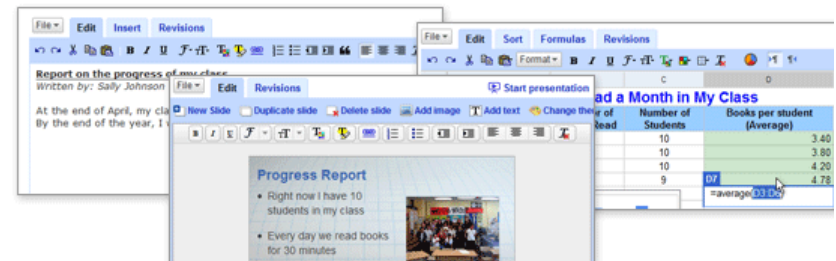 File Edit Insert Revisions
B I U
Report on the progress of my class
Written by: Sally Johnson
At the end of April, my cla
By the end of the year, I
File Edit Sort Formulas Revisions
Format B I U
C D
ad a Month in My Class
r of Number of Books per student
Read Students (Average)
10 3.40
10 3.80
10 4.20
9 D7 4.78
=average(D3:D6)
File Edit Revisions Start presentation
New Slide Duplicate slide Delete slide Add image Add text Change the
B I U
Progress Report
Right now I have 10
students in my class
Every day we read books
for 30 minutes